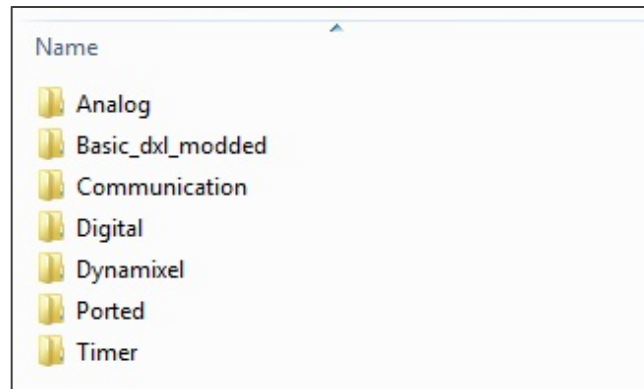 Name
Analog
Basic_dxl_modded
Communication
Digital
Dynamixel
Ported
Timer